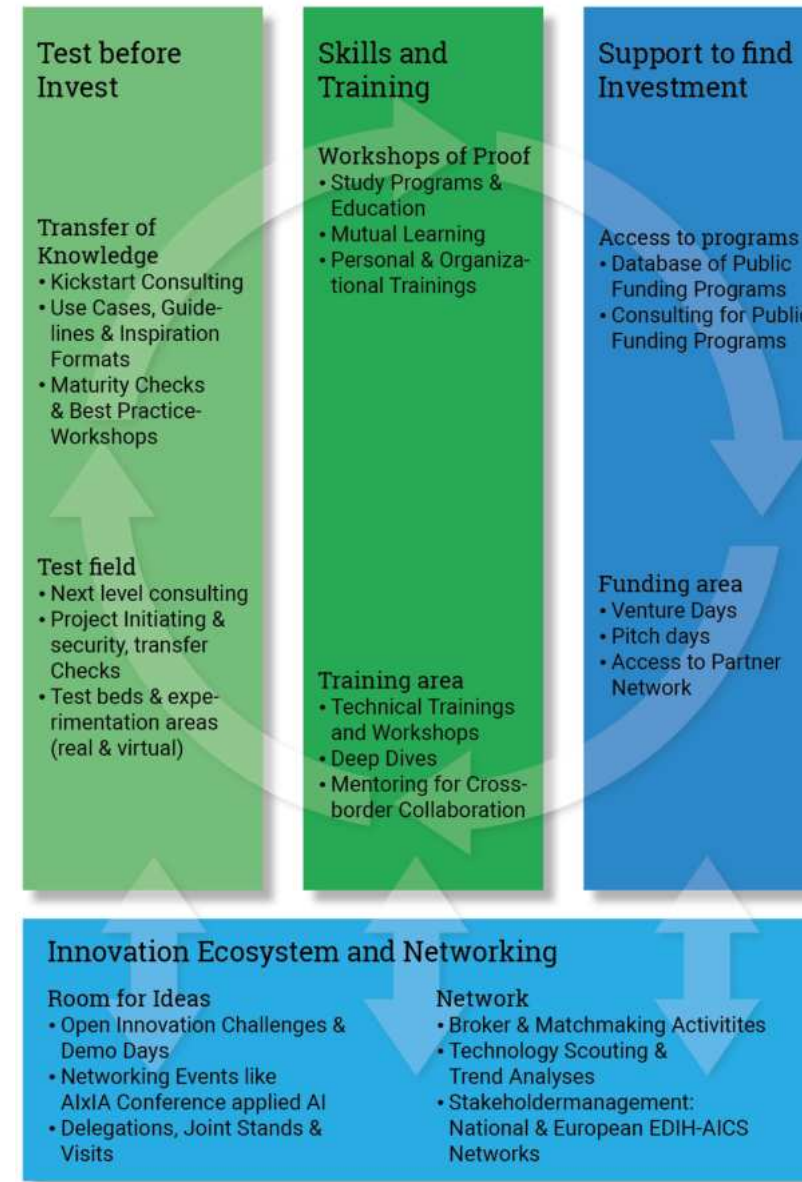 Test before
Invest
Transfer of
Knowledge
• Kickstart Consulting
• Use Cases, Guide-
lines & Inspiration
Formats
• Maturity Checks
& Best Practice-
Workshops
Test field
• Next level consulting
• Project Initiating &
security, transfer
Checks
• Test beds & expe-
rimentation areas
(real & virtual)
Skills and
Training
Workshops of Proof
• Study Programs &
Education
• Mutual Learning
• Personal & Organiza-
tional Trainings
Training area
• Technical Trainings
and Workshops
• Deep Dives
• Mentoring for Cross-
border Collaboration
Support to find
Investment
Access to programs
• Database of Public
Funding Programs
• Consulting for Public
Funding Programs
Funding area
• Venture Days
• Pitch days
• Access to Partner
Network
Innovation Ecosystem and Networking
Room for Ideas
• Open Innovation Challenges &
Demo Days
• Networking Events like
AIxIA Conference applied AI
• Delegations, Joint Stands &
Visits
Network
• Broker & Matchmaking Activitites
• Technology Scouting &
Trend Analyses
• Stakeholdermanagement:
National & European EDIH-AICS
Networks